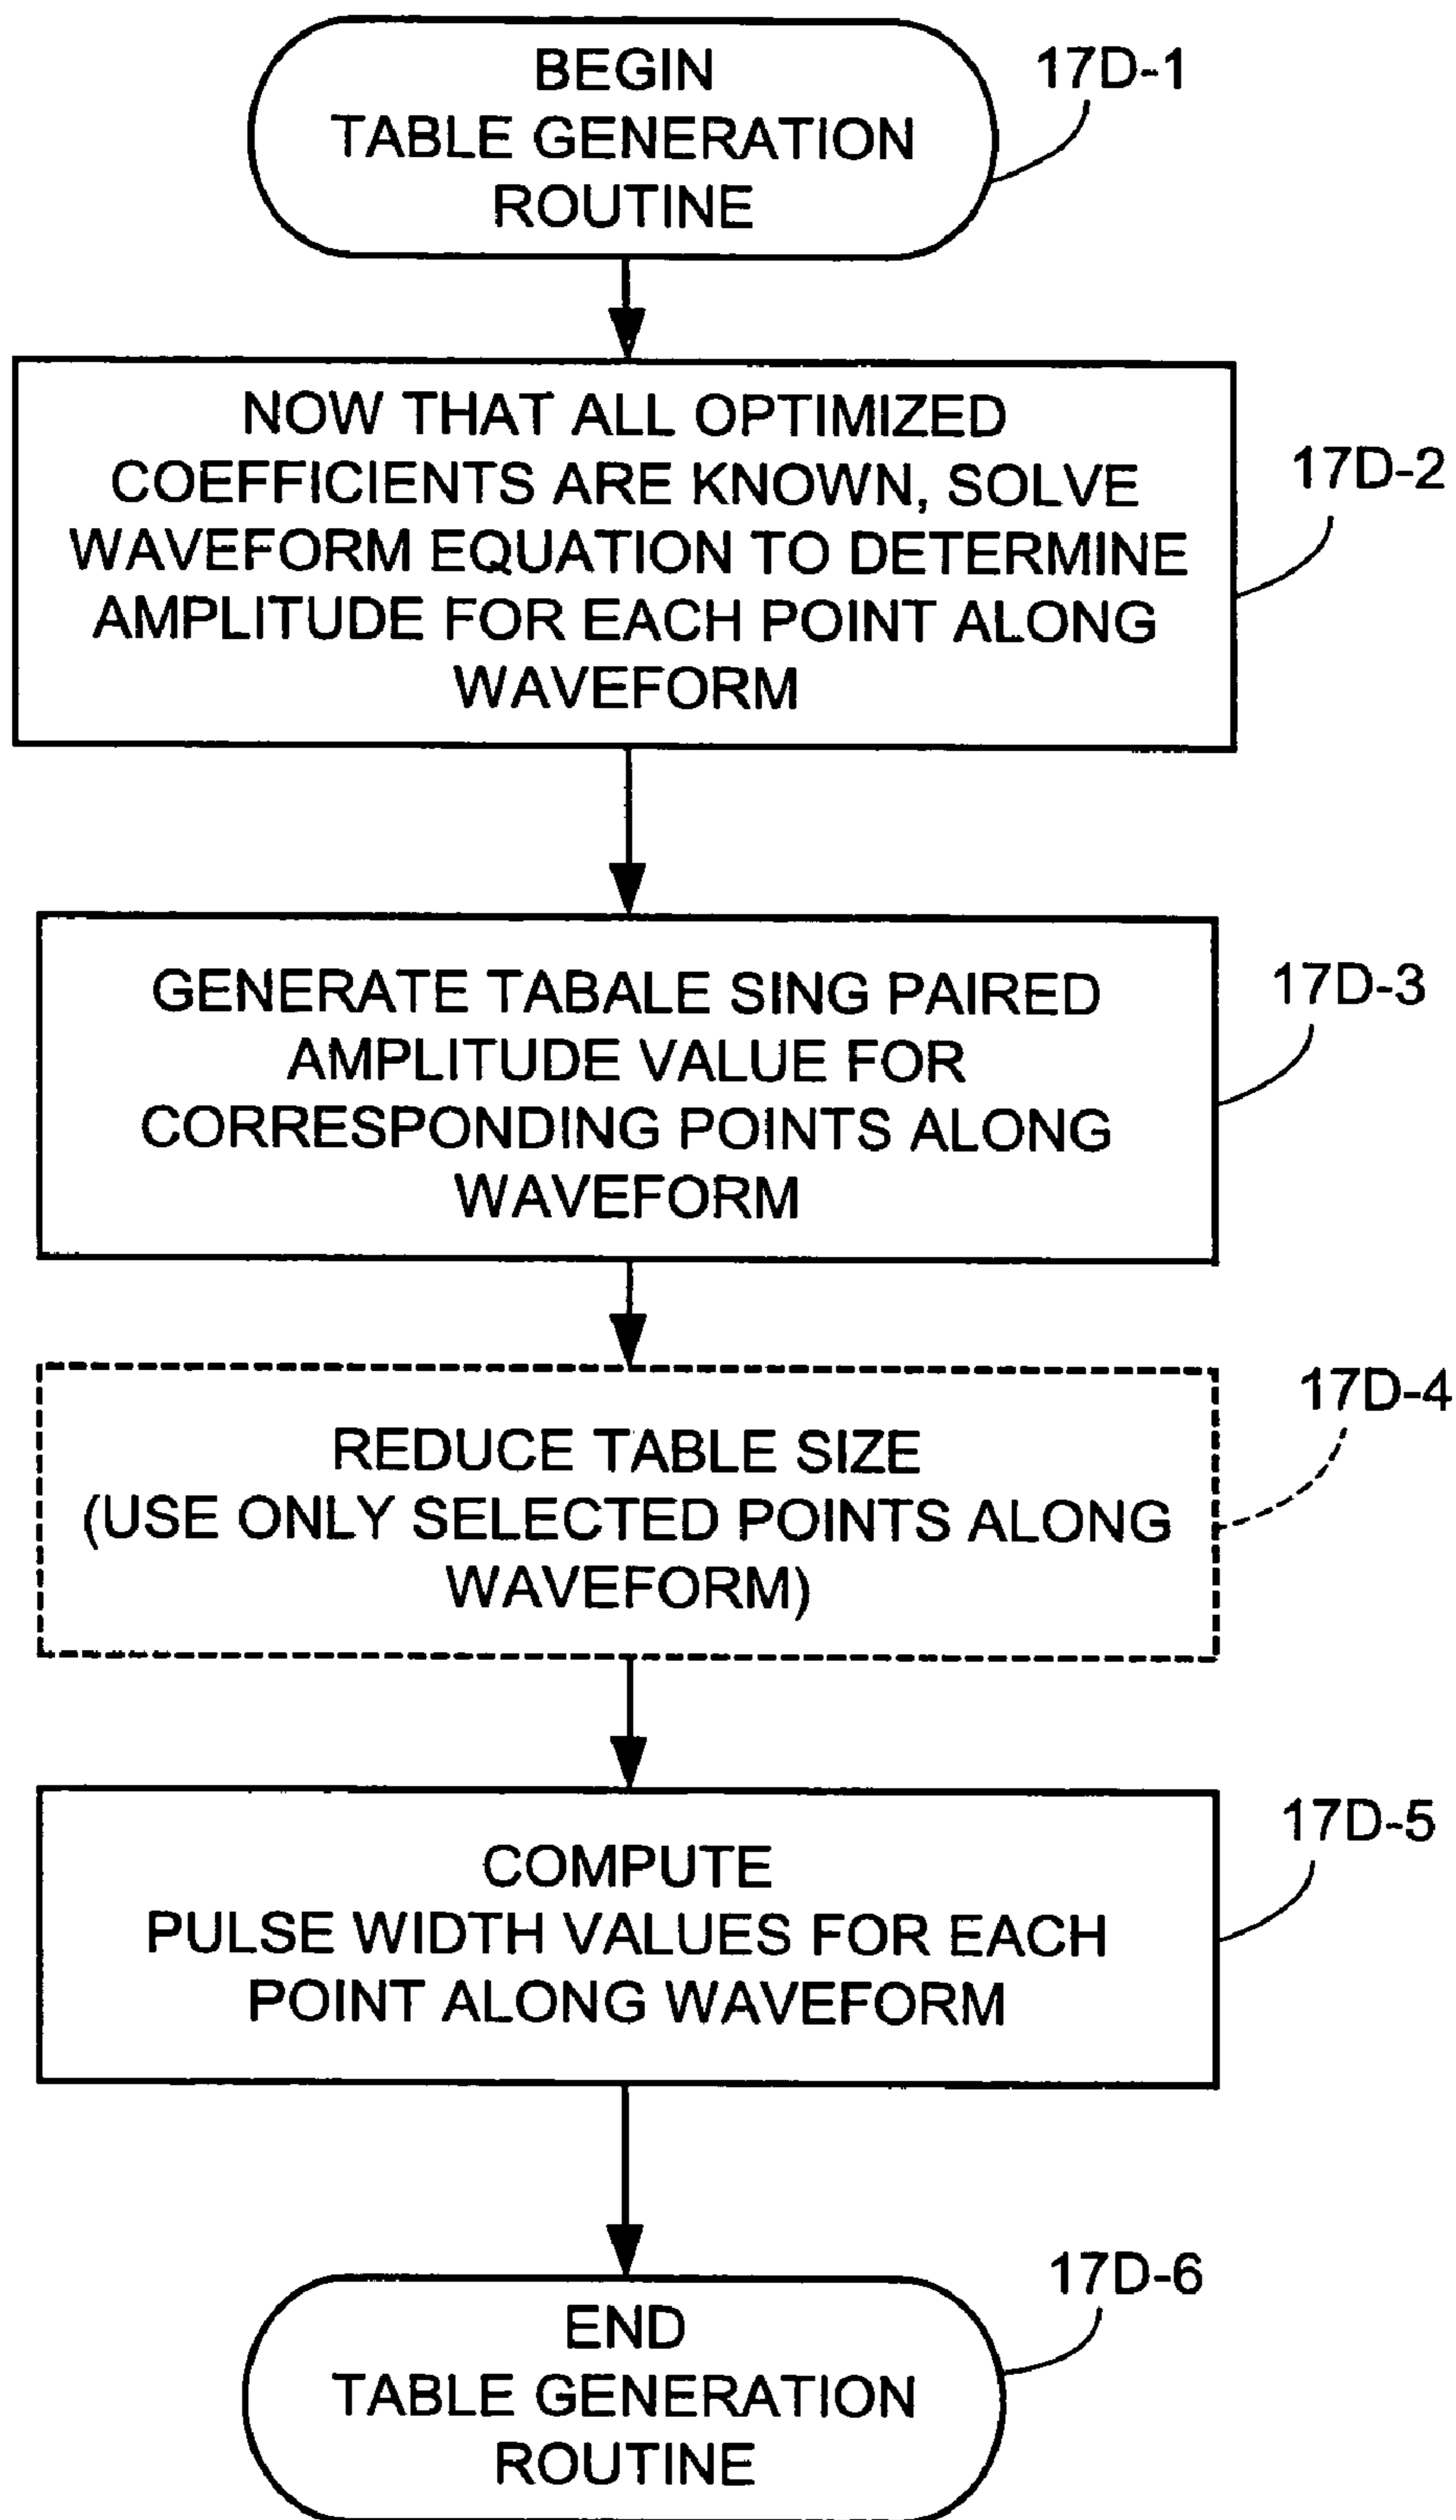 BEGIN
TABLE GENERATION
ROUTINE
17D-1
NOW THAT ALL OPTIMIZED
COEFFICIENTS ARE KNOWN, SOLVE
WAVEFORM EQUATION TO DETERMINE
AMPLITUDE FOR EACH POINT ALONG
WAVEFORM
17D-2
GENERATE TABALE SING PAIRED
AMPLITUDE VALUE FOR
CORRESPONDING POINTS ALONG
WAVEFORM
17D-3
REDUCE TABLE SIZE
(USE ONLY SELECTED POINTS ALONG
WAVEFORM)
17D-4
COMPUTE
PULSE WIDTH VALUES FOR EACH
POINT ALONG WAVEFORM
17D-5
END
TABLE GENERATION
ROUTINE
17D-6